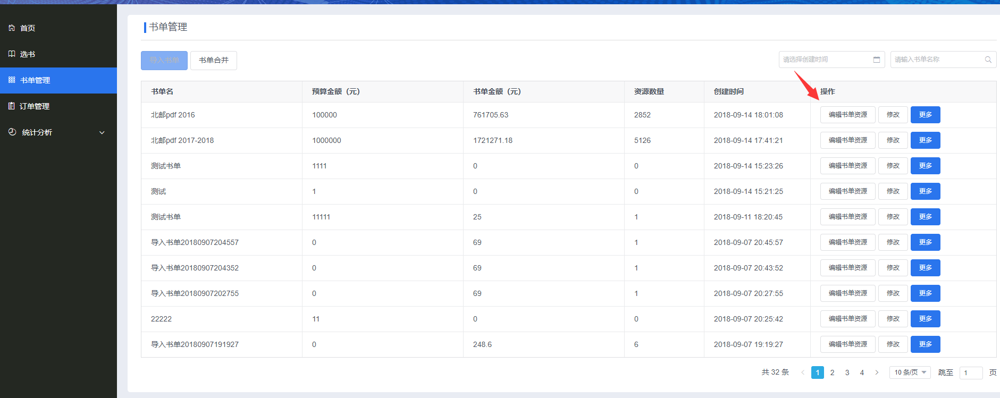 首页
选书
书单管理
订单管理
统计分析
书单管理
导入书单 书单合并 请选择创建时间 请输入书单名称
书单名 预算金额（元） 书单金额（元） 资源数量 创建时间 操作
北邮pdf 2016 100000 761705.63 2852 2018-09-14 18:01:08 编辑书单资源 修改 更多
北邮pdf 2017-2018 1000000 1721271.18 5126 2018-09-14 17:41:21 编辑书单资源 修改 更多
测试书单 1111 0 0 2018-09-14 15:23:26 编辑书单资源 修改 更多
测试 1 0 0 2018-09-14 15:21:25 编辑书单资源 修改 更多
测试书单 11111 25 1 2018-09-11 18:20:45 编辑书单资源 修改 更多
导入书单20180907204557 0 69 1 2018-09-07 20:45:57 编辑书单资源 修改 更多
导入书单20180907204352 0 69 1 2018-09-07 20:43:52 编辑书单资源 修改 更多
导入书单20180907202755 0 69 1 2018-09-07 20:27:55 编辑书单资源 修改 更多
22222 11 0 0 2018-09-07 20:25:42 编辑书单资源 修改 更多
导入书单20180907191927 0 248.6 6 2018-09-07 19:19:27 编辑书单资源 修改 更多
共 32 条 1 2 3 4 10 条/页 跳至 1 页